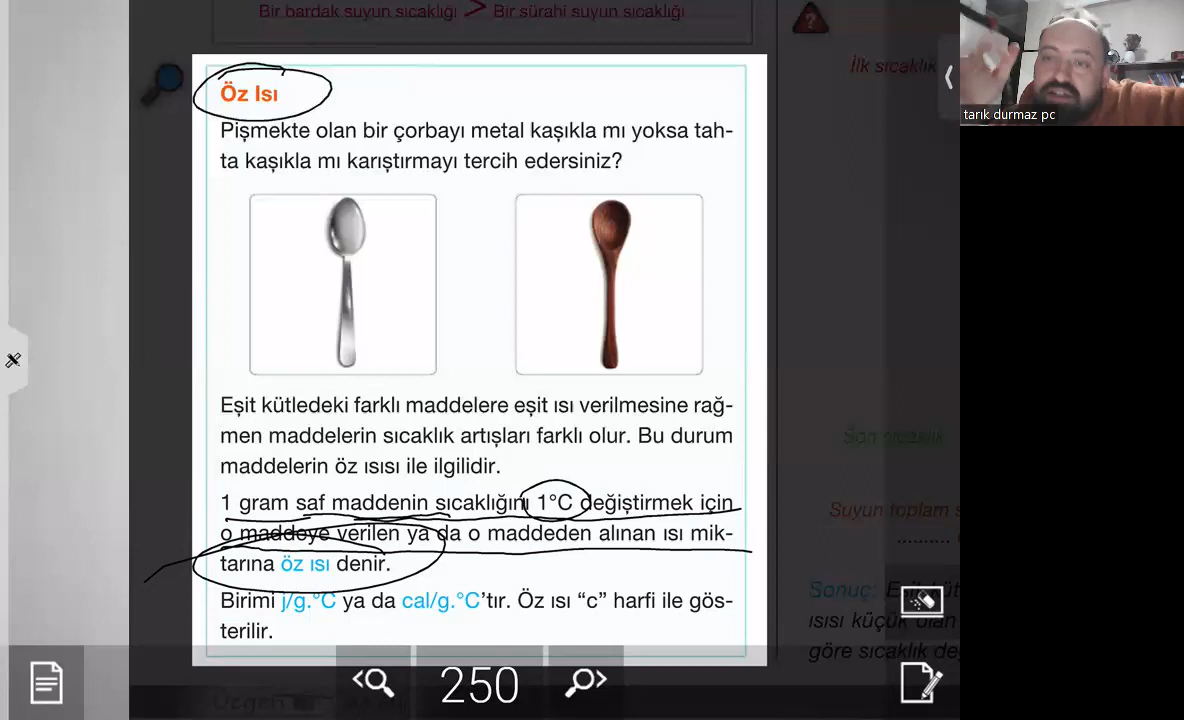 Bir bardak suyun sıcaklığı > Bir sürahi suyun sıcaklığı
İlk sıcaklık
tarık durmaz pc
Öz Isı
Pişmekte olan bir çorbayı metal kaşıkla mı yoksa tah-
ta kaşıkla mı karıştırmayı tercih edersiniz?
Eşit kütledeki farklı maddelere eşit ısı verilmesine rağ-
men maddelerin sıcaklık artışları farklı olur. Bu durum
maddelerin öz ısısı ile ilgilidir.
1 gram saf maddenin sıcaklığını 1°C değiştirmek için
o maddeye verilen ya da o maddeden alınan ısı mik-
tarına öz ısı denir.
Birimi j/g.°C ya da cal/g.°C'tır. Öz ısı “c” harfi ile gös-
terilir.
Son sıcaklık
Suyun toplam
..........
Sonuç:
ısısı küçük olan
göre sıcaklık
250